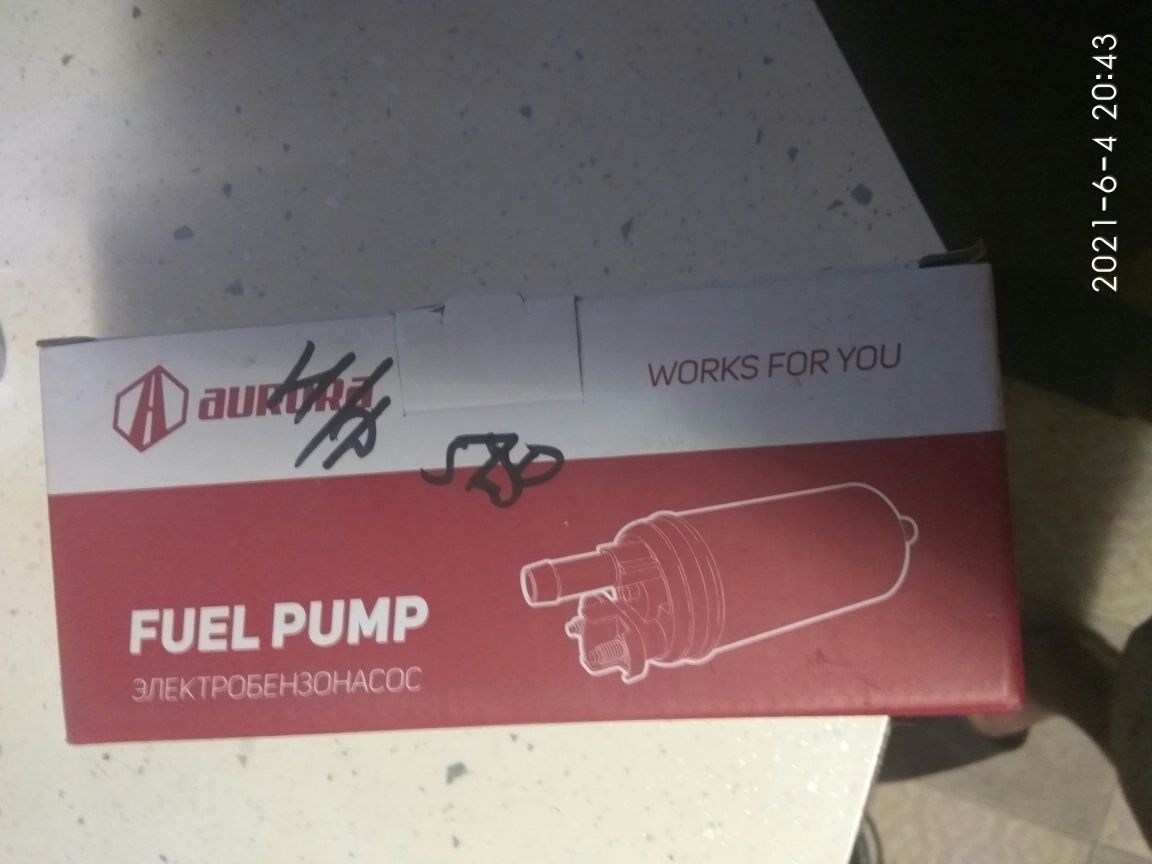 aurora
WORKS FOR YOU
580
FUEL PUMP
ЭЛЕКТРОБЕНЗОНАСОС
2021-6-4 20:43